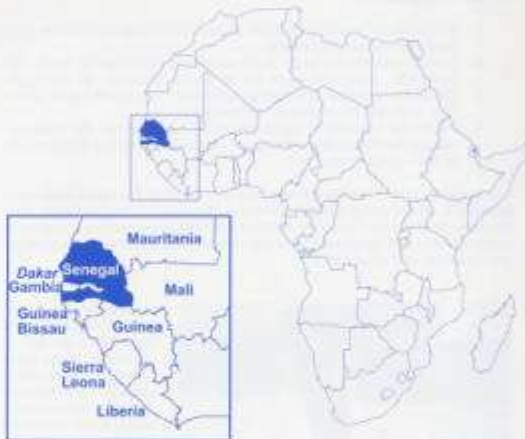 Mauritania
Senegal
Dakar
Gambia
Mali
Guinea
Bissau
Guinea
Sierra
Leona
Liberia